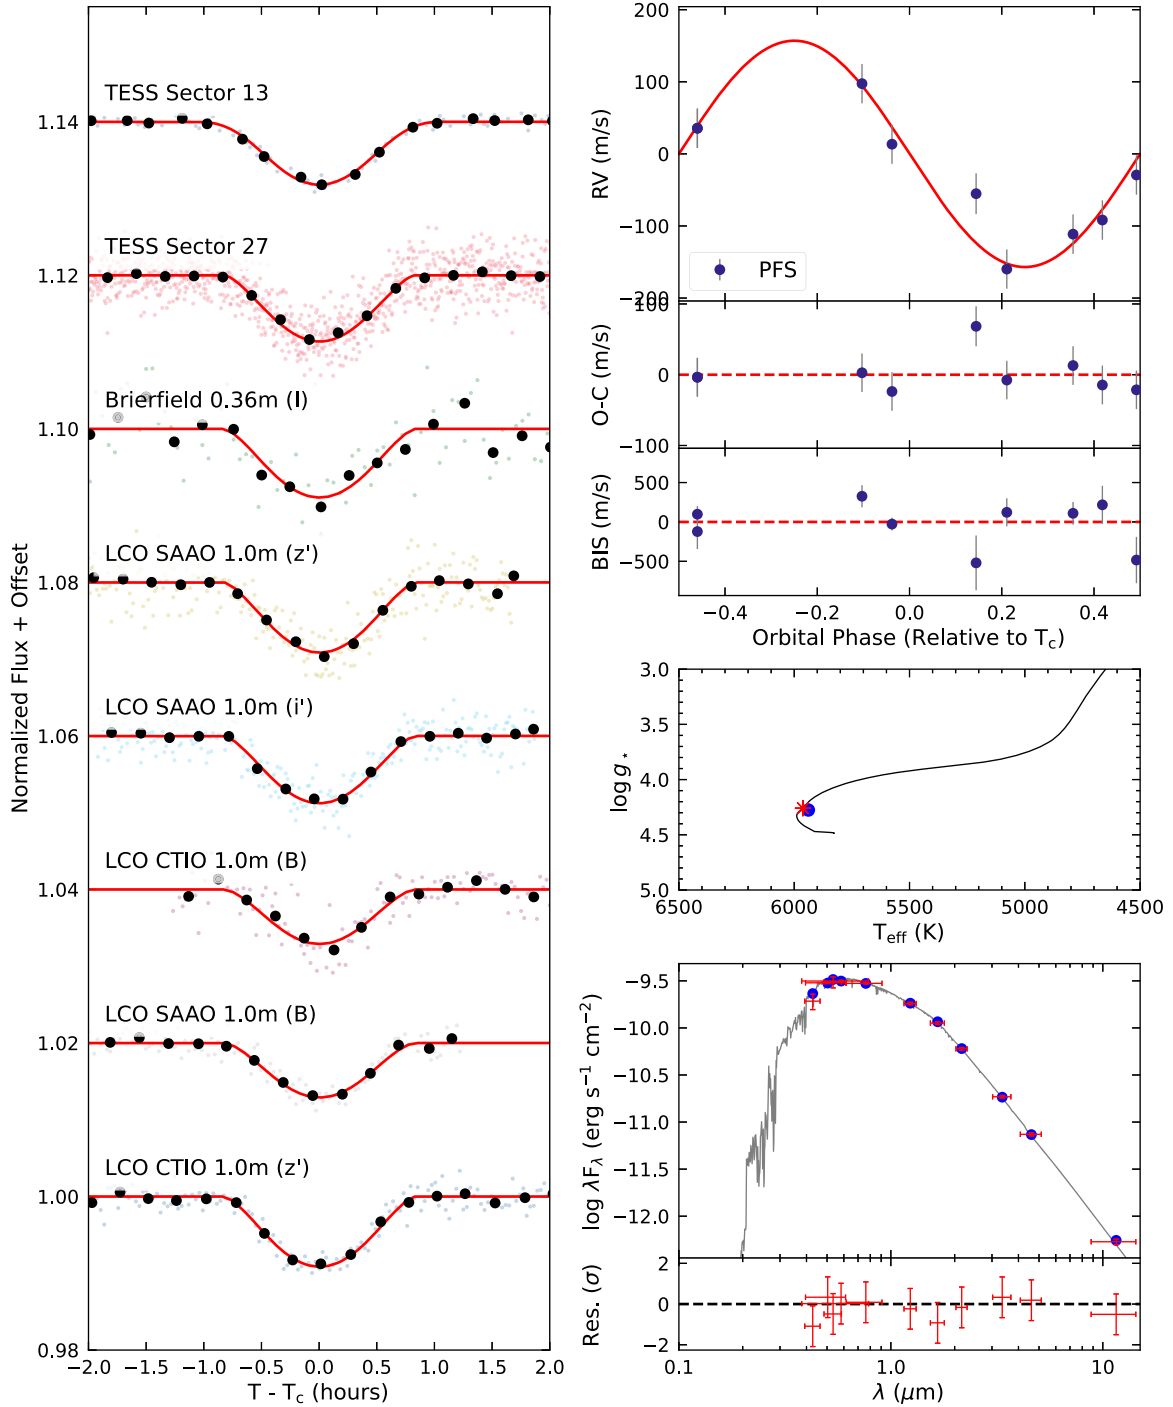 TESS Sector 13
TESS Sector 27
Brierfield 0.36m (I)
LCO SAAO 1.0m (z')
LCO SAAO 1.0m (i')
LCO CTIO 1.0m (B)
LCO SAAO 1.0m (B)
LCO CTIO 1.0m (z')
1.14
1.12
1.10
1.08
1.06
1.04
1.02
1.00
0.98
Normalized Flux + Offset
−2.0 −1.5 −1.0 −0.5 0.0 0.5 1.0 1.5 2.0
T - T_c (hours)
200
100
0
−100
−200
RV (m/s)
PFS
100
0
−100
O-C (m/s)
500
0
−500
BIS (m/s)
−0.4 −0.2 0.0 0.2 0.4
Orbital Phase (Relative to T_c)
3.0
3.5
4.0
4.5
5.0
log g⋆
6500 6000 5500 5000 4500
T_eff (K)
−9.5
−10.0
−10.5
−11.0
−11.5
−12.0
log λF_λ (erg s⁻¹ cm⁻²)
2
0
−2
Res. (σ)
0.1 1.0 10
λ (μm)